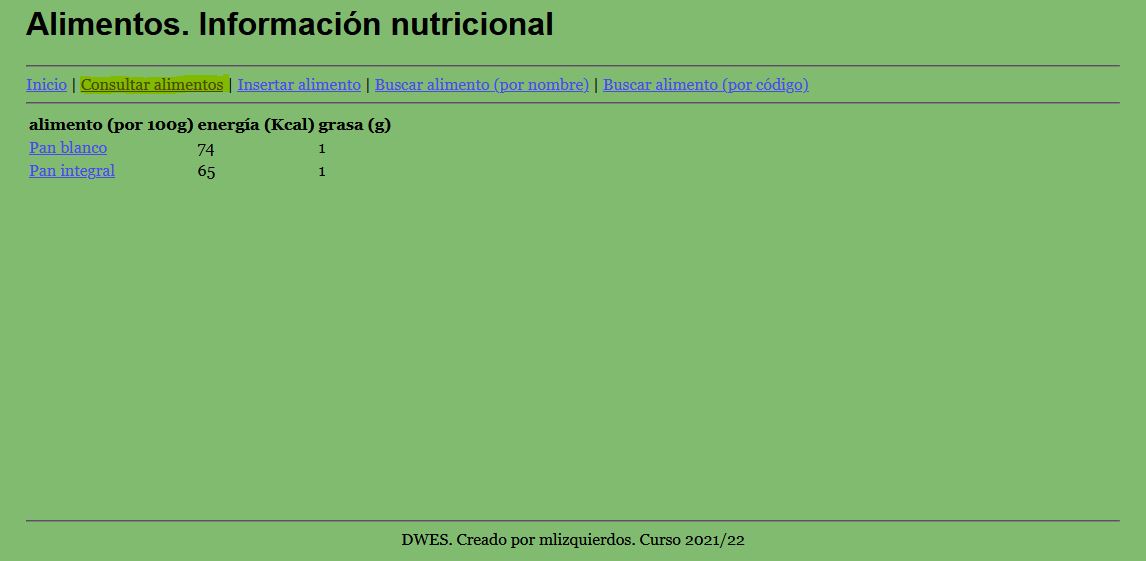 Alimentos. Información nutricional
Inicio | Consultar alimentos | Insertar alimento | Buscar alimento (por nombre) | Buscar alimento (por código)
alimento (por 100g) energía (Kcal) grasa (g)
Pan blanco 74 1
Pan integral 65 1
DWES. Creado por mlizquierdos. Curso 2021/22